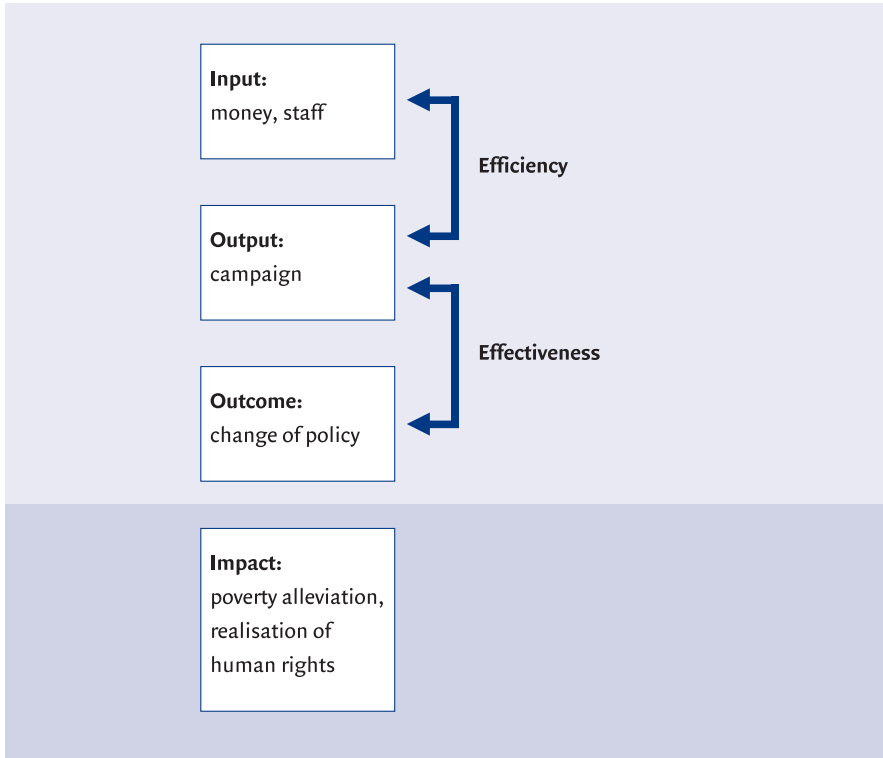 Input:
money, staff
Efficiency
Output:
campaign
Effectiveness
Outcome:
change of policy
Impact:
poverty alleviation,
realisation of
human rights